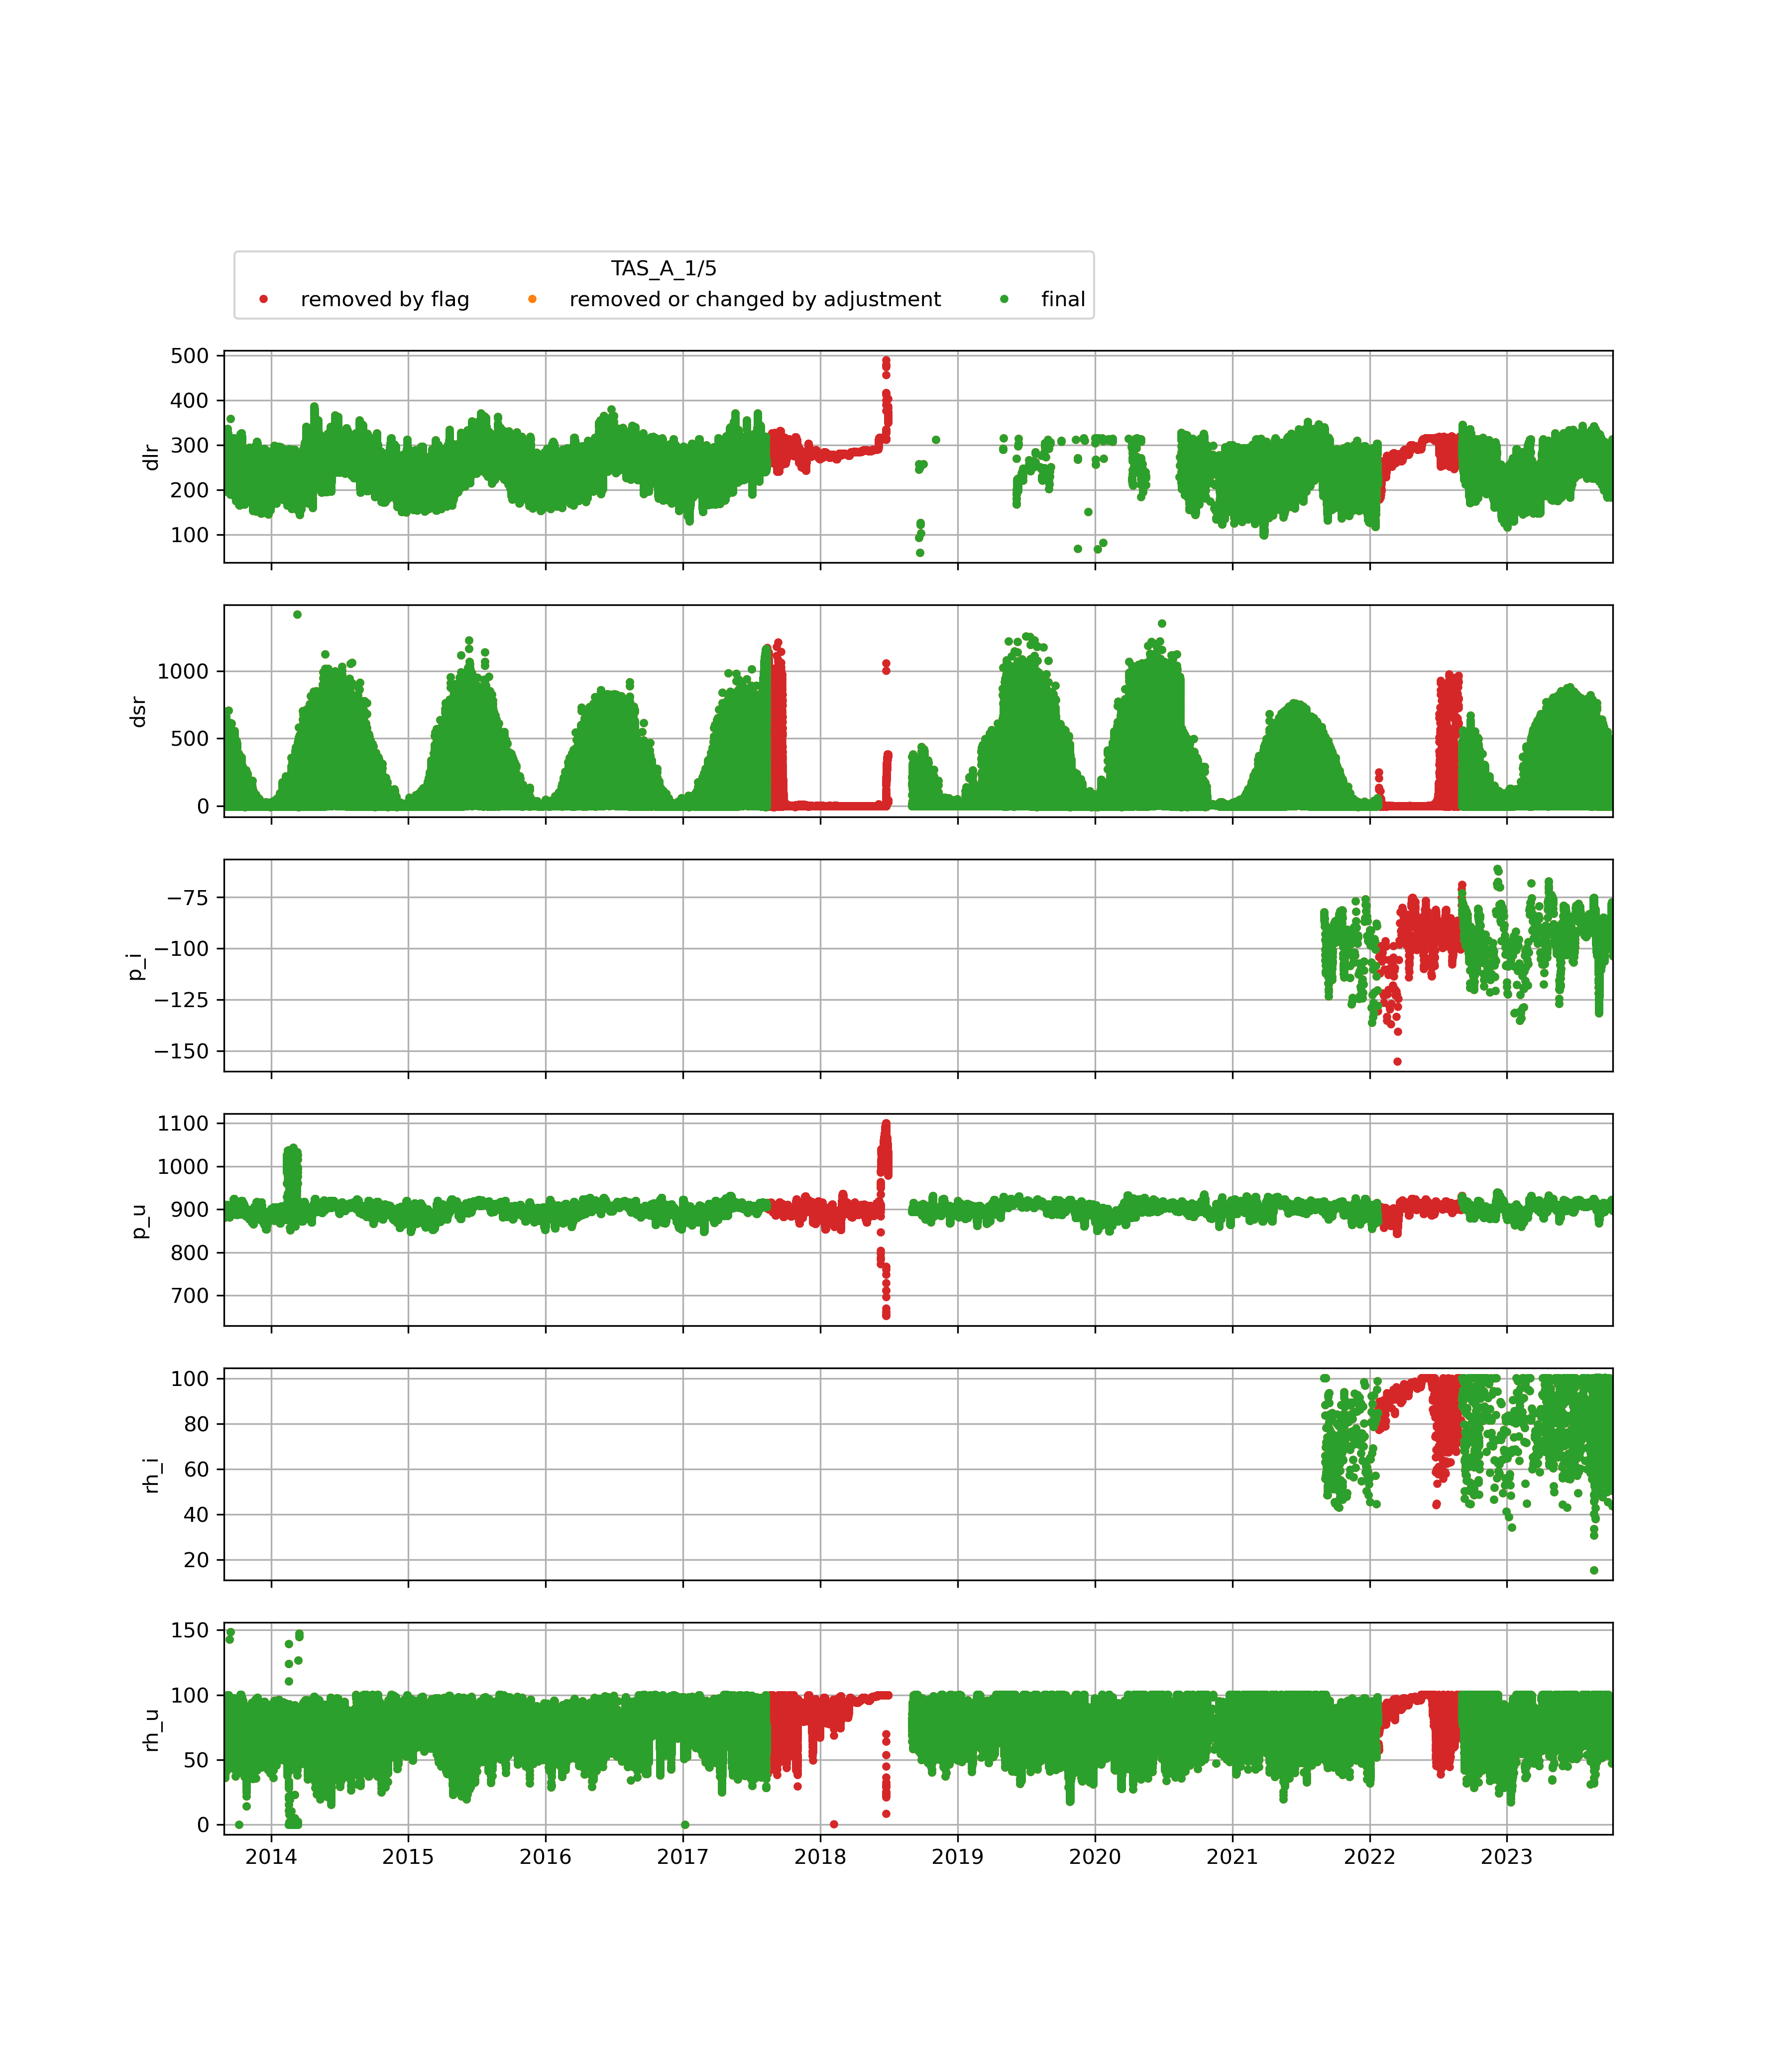 TAS_A_1/5
removed by flag removed or changed by adjustment final
500
400
300
200
100
dlr
1000
500
0
dsr
−75
−100
−125
−150
p_i
1100
1000
900
800
700
p_u
100
80
60
40
20
rh_i
150
100
50
0
rh_u
2014 2015 2016 2017 2018 2019 2020 2021 2022 2023